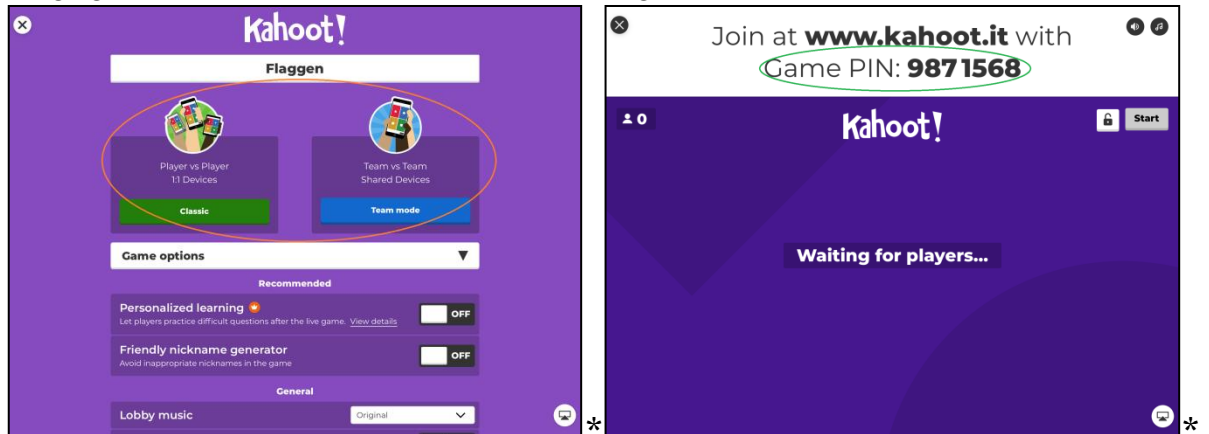 Kahoot!
Flaggen
Player vs Player
1:1 Devices
Classic
Team vs Team
Shared Devices
Team mode
Game options
Recommended
Personalized learning
Let players practice difficult questions after the live game. View details
OFF
Friendly nickname generator
Avoid inappropriate nicknames in the game
OFF
General
Lobby music
Original
*
Join at www.kahoot.it with
Game PIN: 9871568
0
Kahoot!
Start
Waiting for players...
*